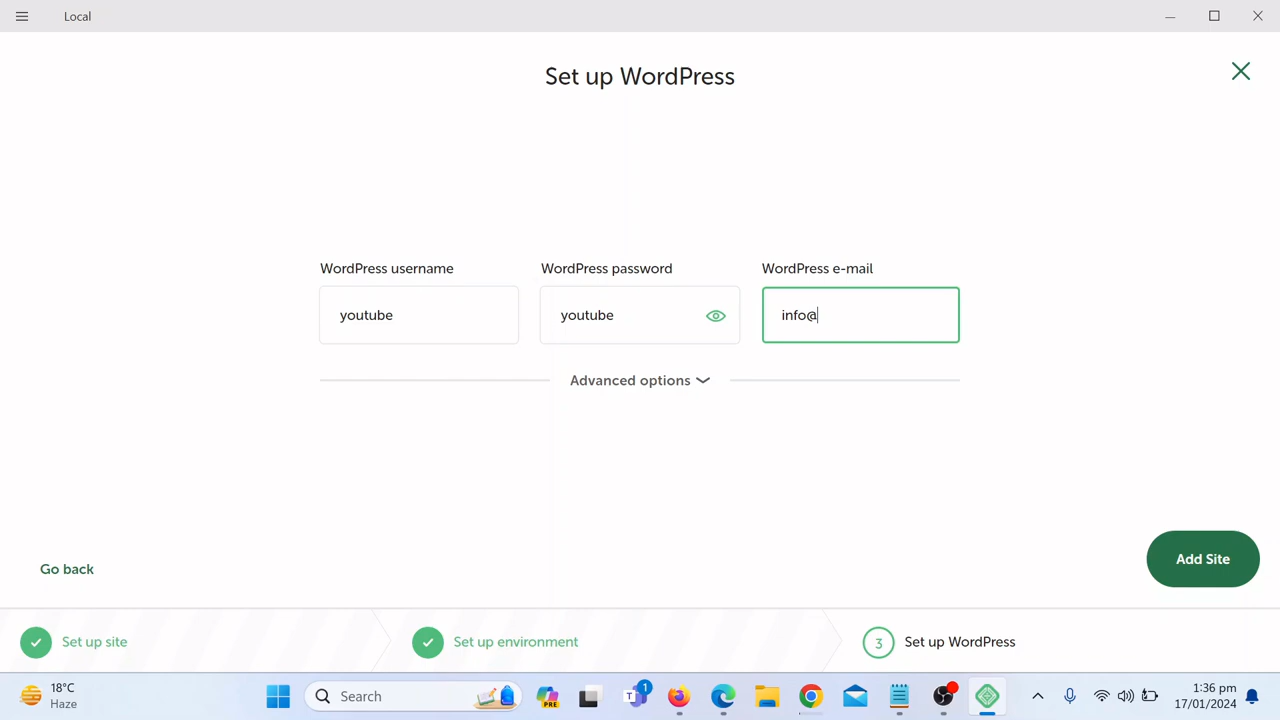 Local
Set up WordPress
WordPress username
WordPress password
WordPress e-mail
youtube
youtube
info@
Advanced options
Go back
Add Site
Set up site
Set up environment
3
Set up WordPress
18°C
Haze
Search
PRE
T
1
1:36 pm
17/01/2024